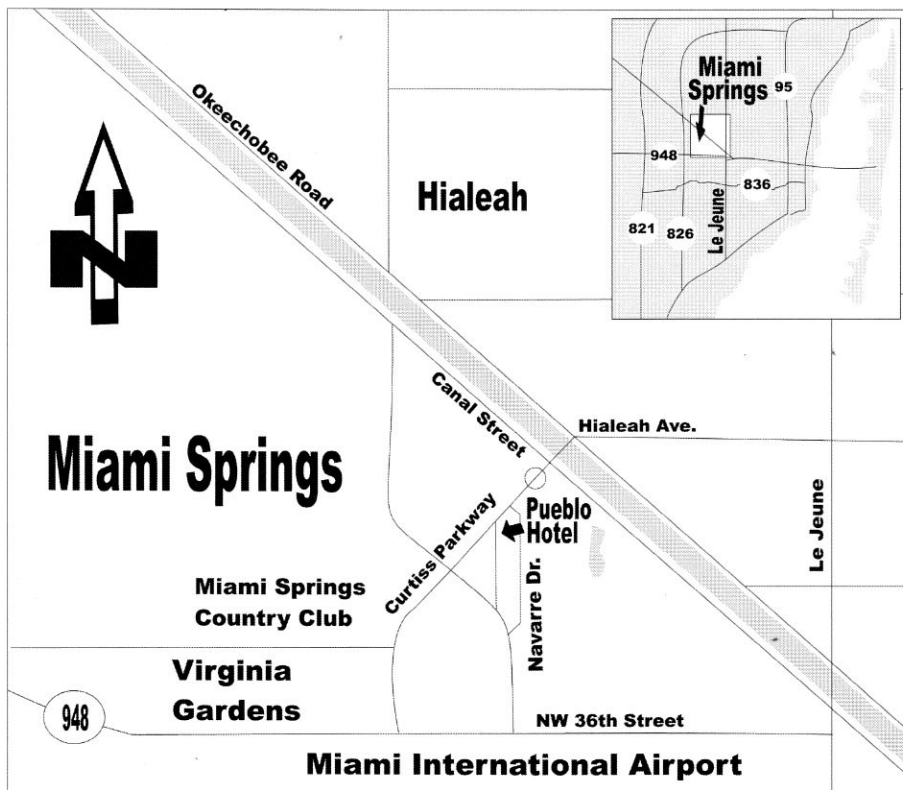 Okeechobee Road
Hialeah
Miami
Springs
95
948
836
821
826
Le Jeune
N
Canal Street
Hialeah Ave.
Miami Springs
Pueblo
Hotel
Curtiss Parkway
Navarre Dr.
Le Jeune
Miami Springs
Country Club
Virginia
Gardens
948
NW 36th Street
Miami International Airport